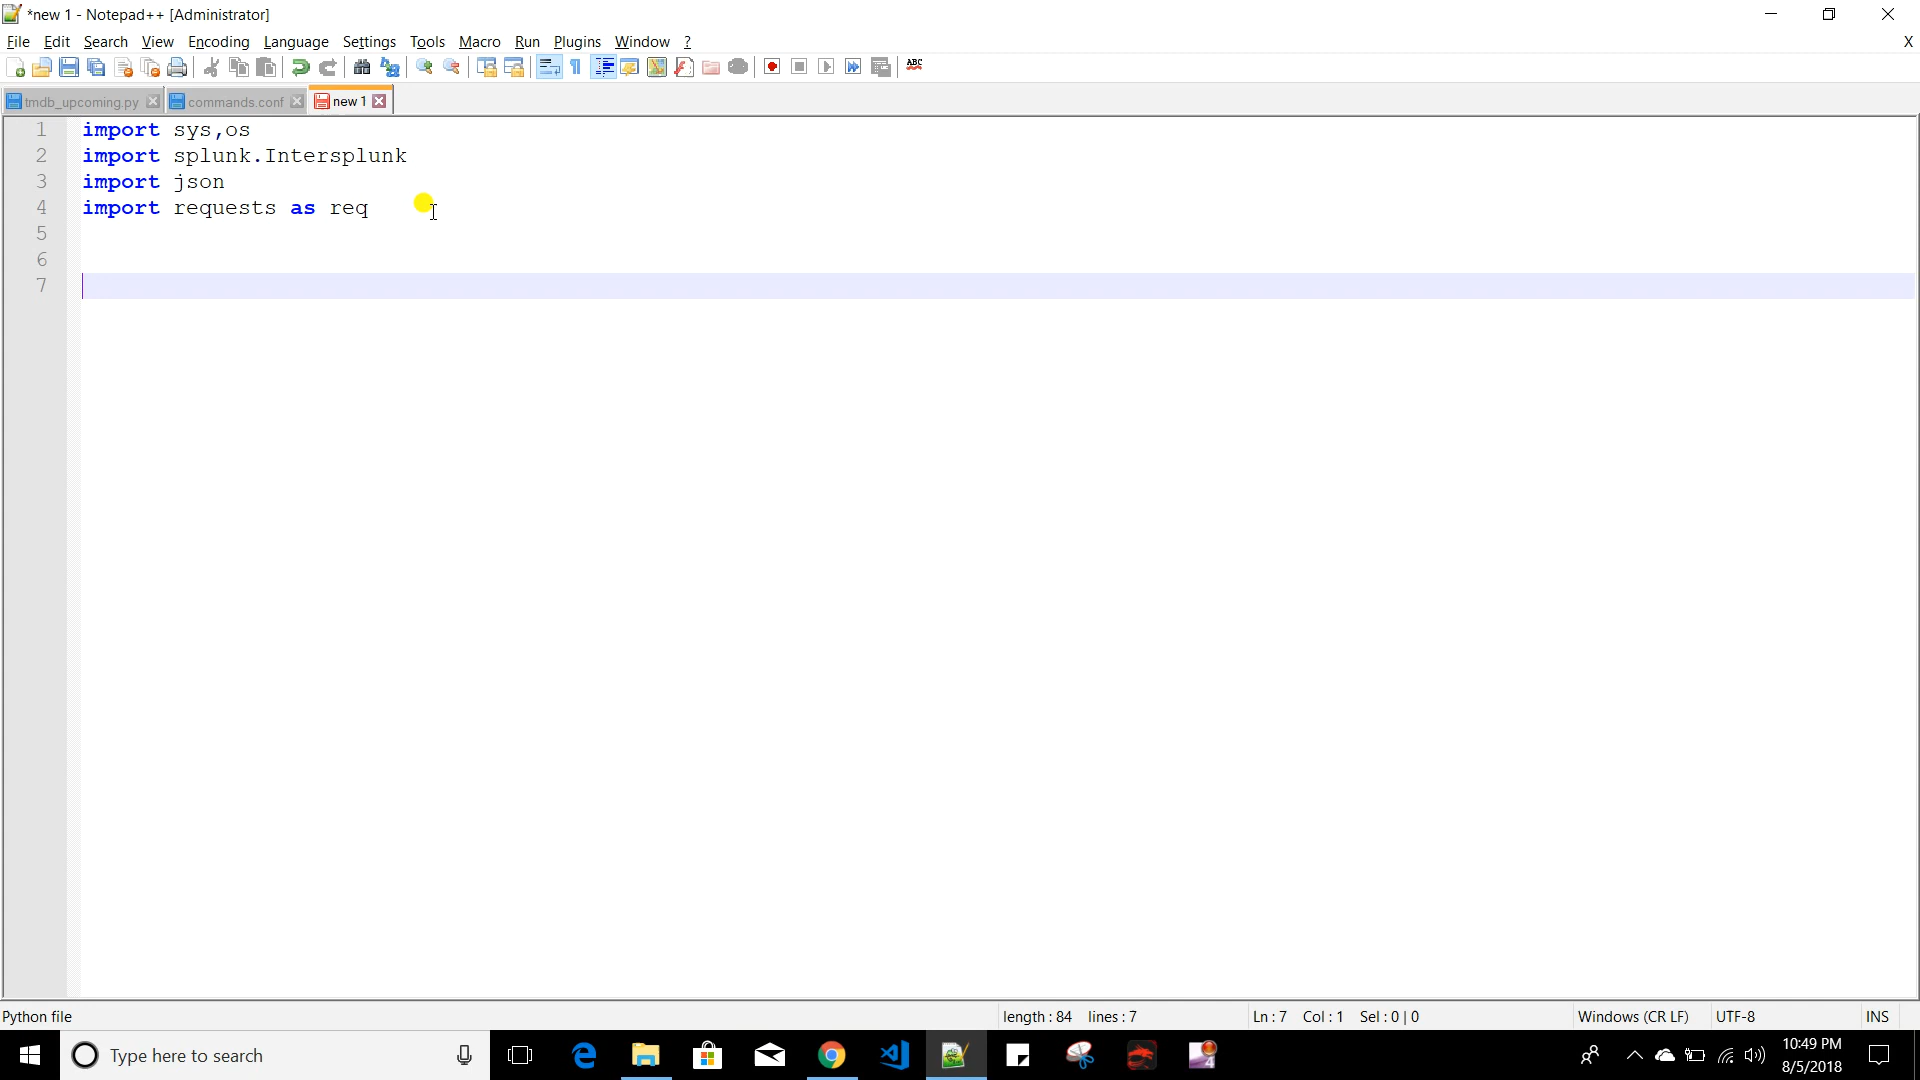 *new 1 - Notepad++ [Administrator]
File Edit Search View Encoding Language Settings Tools Macro Run Plugins Window ? X
ABC
tmdb_upcoming.py commands.conf new 1
1 import sys,os
2 import splunk.Intersplunk
3 import json
4 import requests as req
5
6
7
Python file length : 84 lines : 7 Ln : 7 Col : 1 Sel : 0 | 0 Windows (CR LF) UTF-8 INS
Type here to search
10:49 PM
8/5/2018